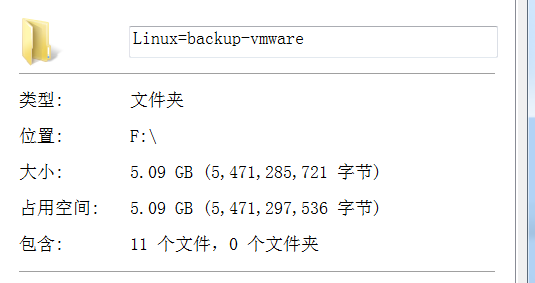 Linux=backup-vmware
类型: 文件夹
位置: F:\
大小: 5.09 GB (5,471,285,721 字节)
占用空间: 5.09 GB (5,471,297,536 字节)
包含: 11 个文件，0 个文件夹